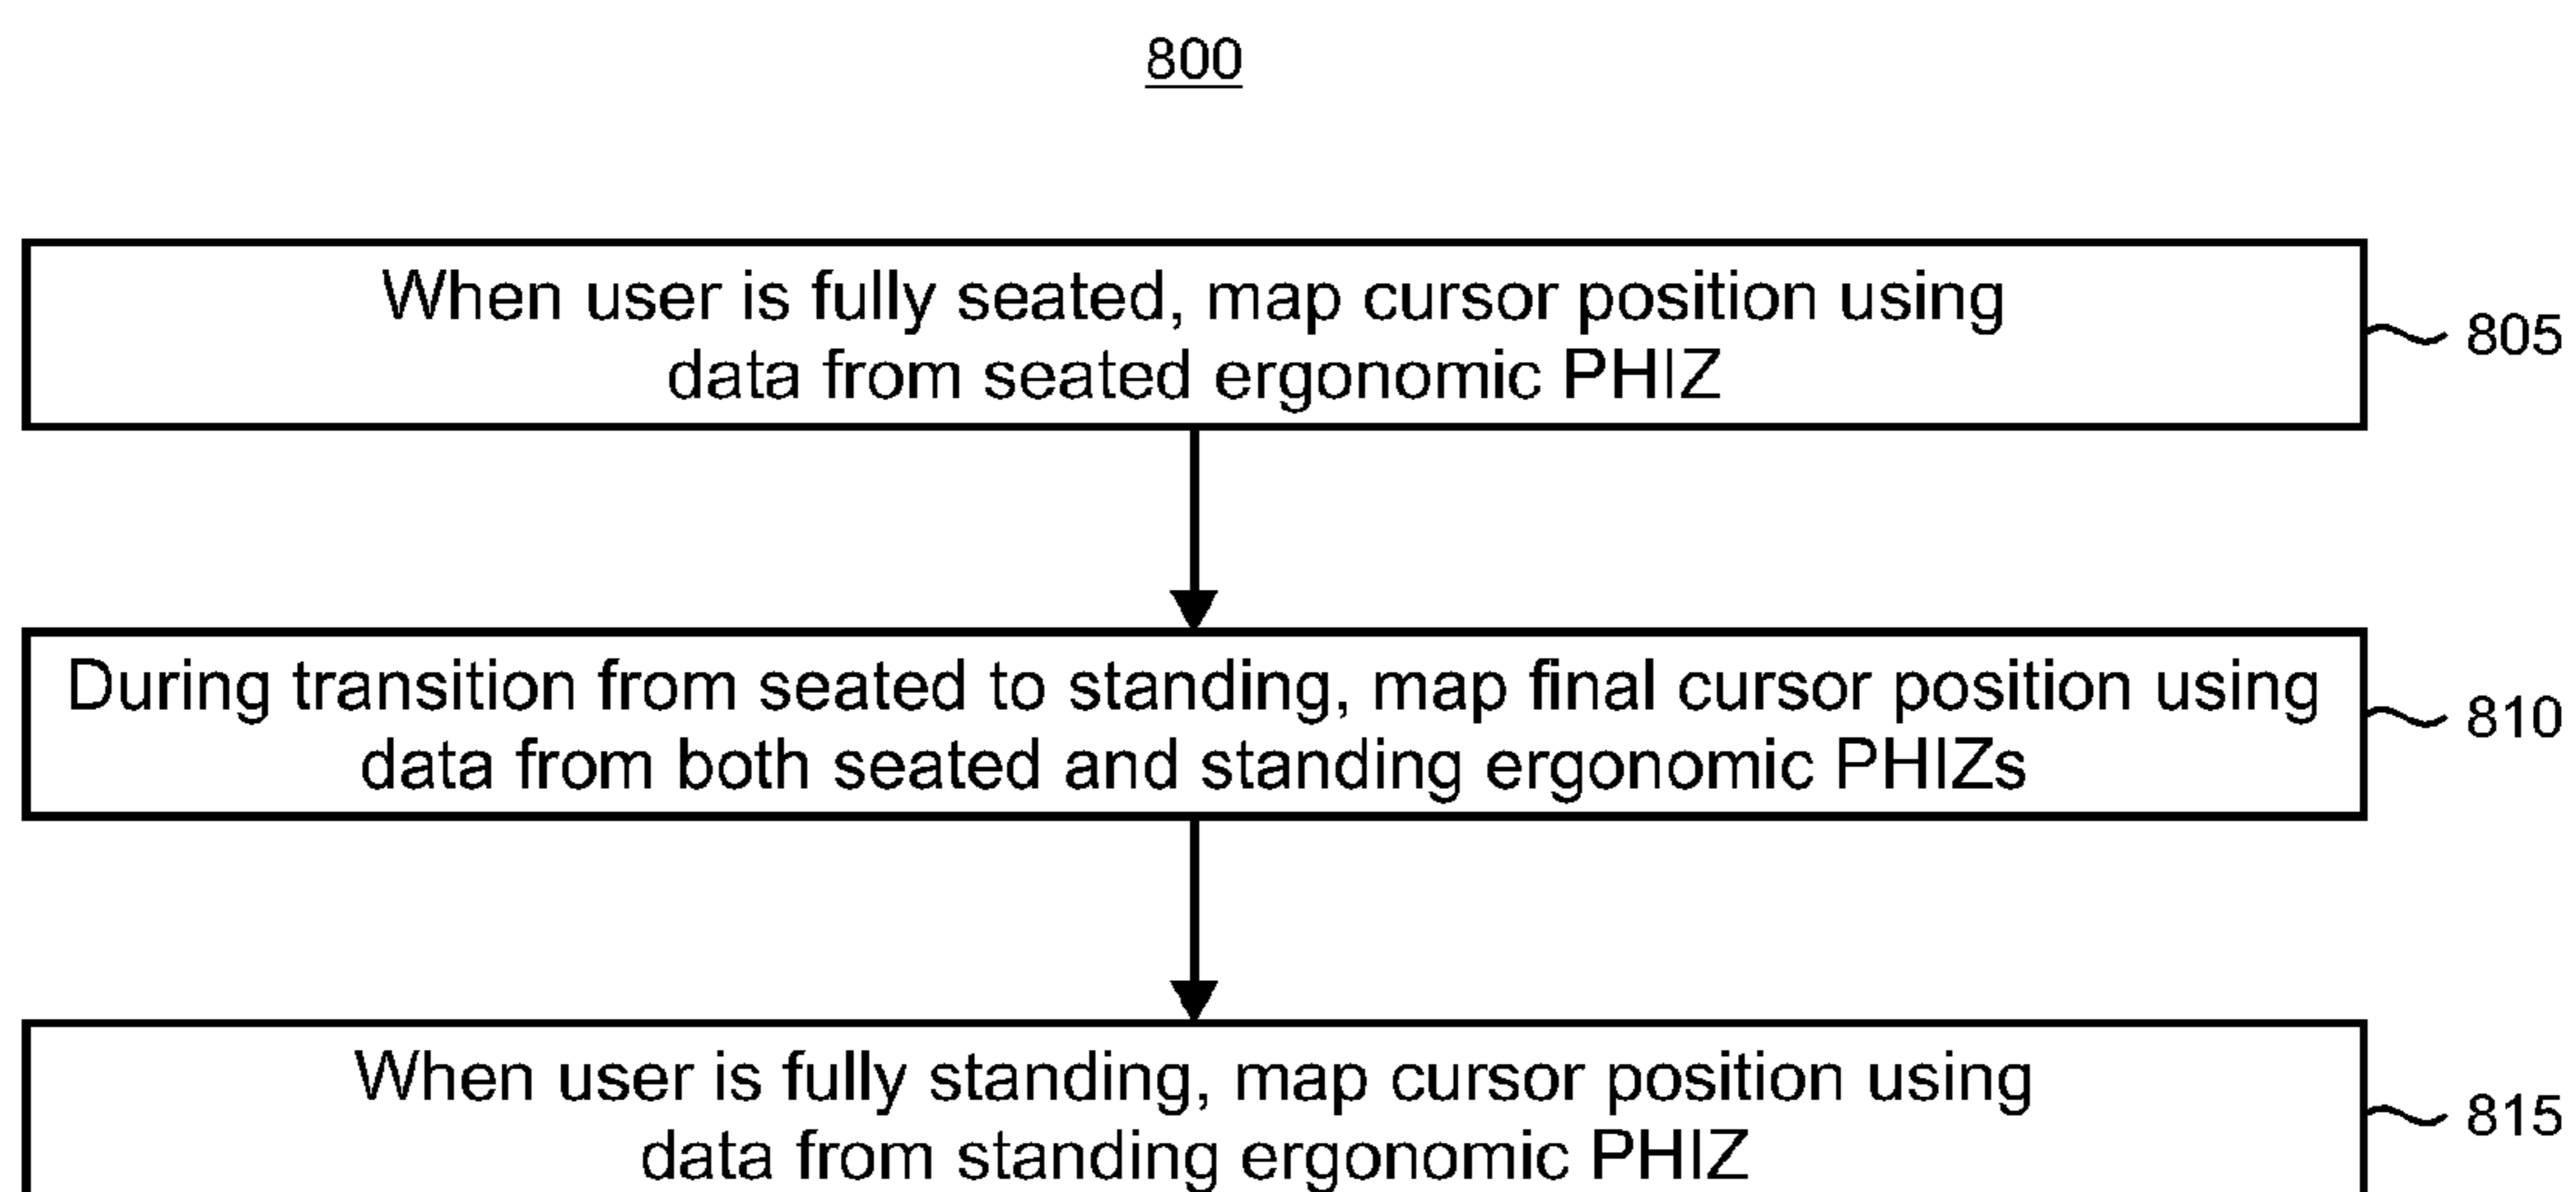 800
When user is fully seated, map cursor position using
data from seated ergonomic PHIZ
805
During transition from seated to standing, map final cursor position using
data from both seated and standing ergonomic PHIZs
810
When user is fully standing, map cursor position using
data from standing ergonomic PHIZ
815